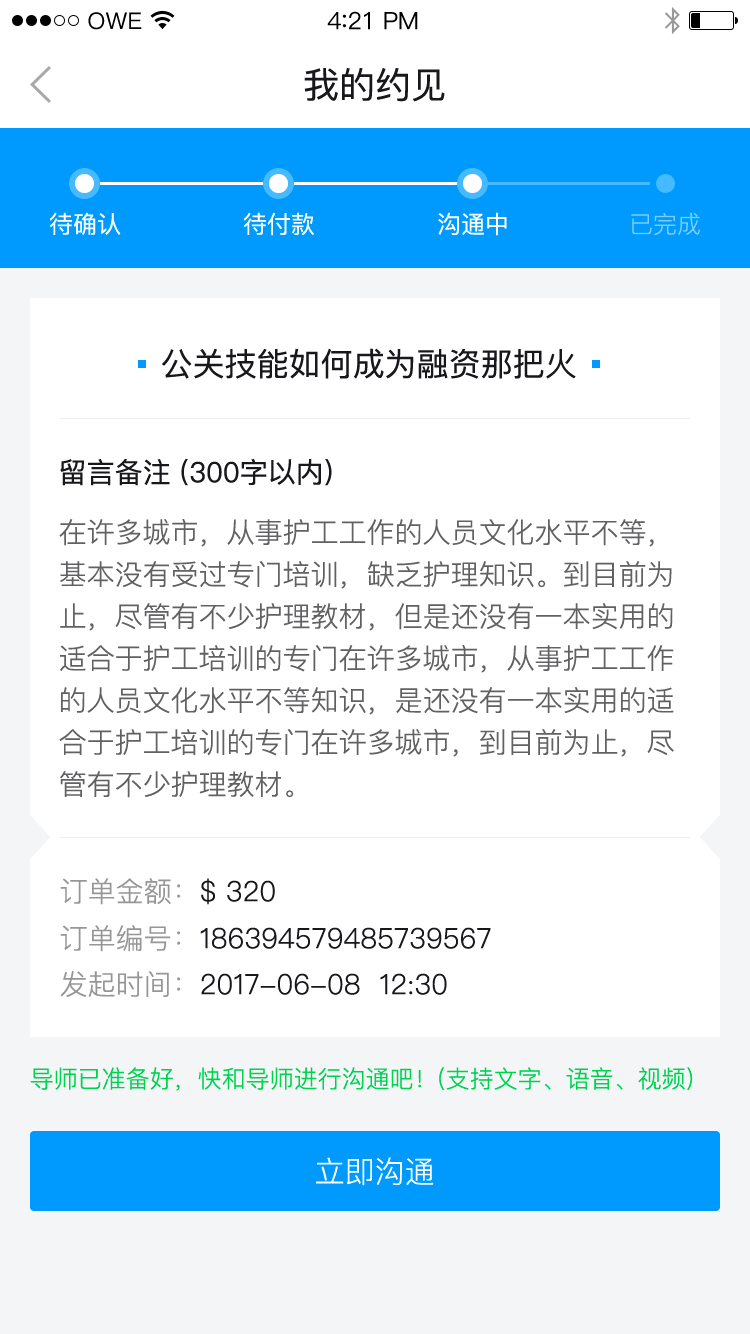 OWE 4:21 PM
我的约见
待确认 待付款 沟通中 已完成
公关技能如何成为融资那把火
留言备注 (300字以内)
在许多城市，从事护工工作的人员文化水平不等，
基本没有受过专门培训，缺乏护理知识。到目前为
止，尽管有不少护理教材，但是还没有一本实用的
适合于护工培训的专门在许多城市，从事护工工作
的人员文化水平不等知识，是还没有一本实用的适
合于护工培训的专门在许多城市，到目前为止，尽
管有不少护理教材。
订单金额：$ 320
订单编号：186394579485739567
发起时间：2017-06-08 12:30
导师已准备好，快和导师进行沟通吧！(支持文字、语音、视频)
立即沟通